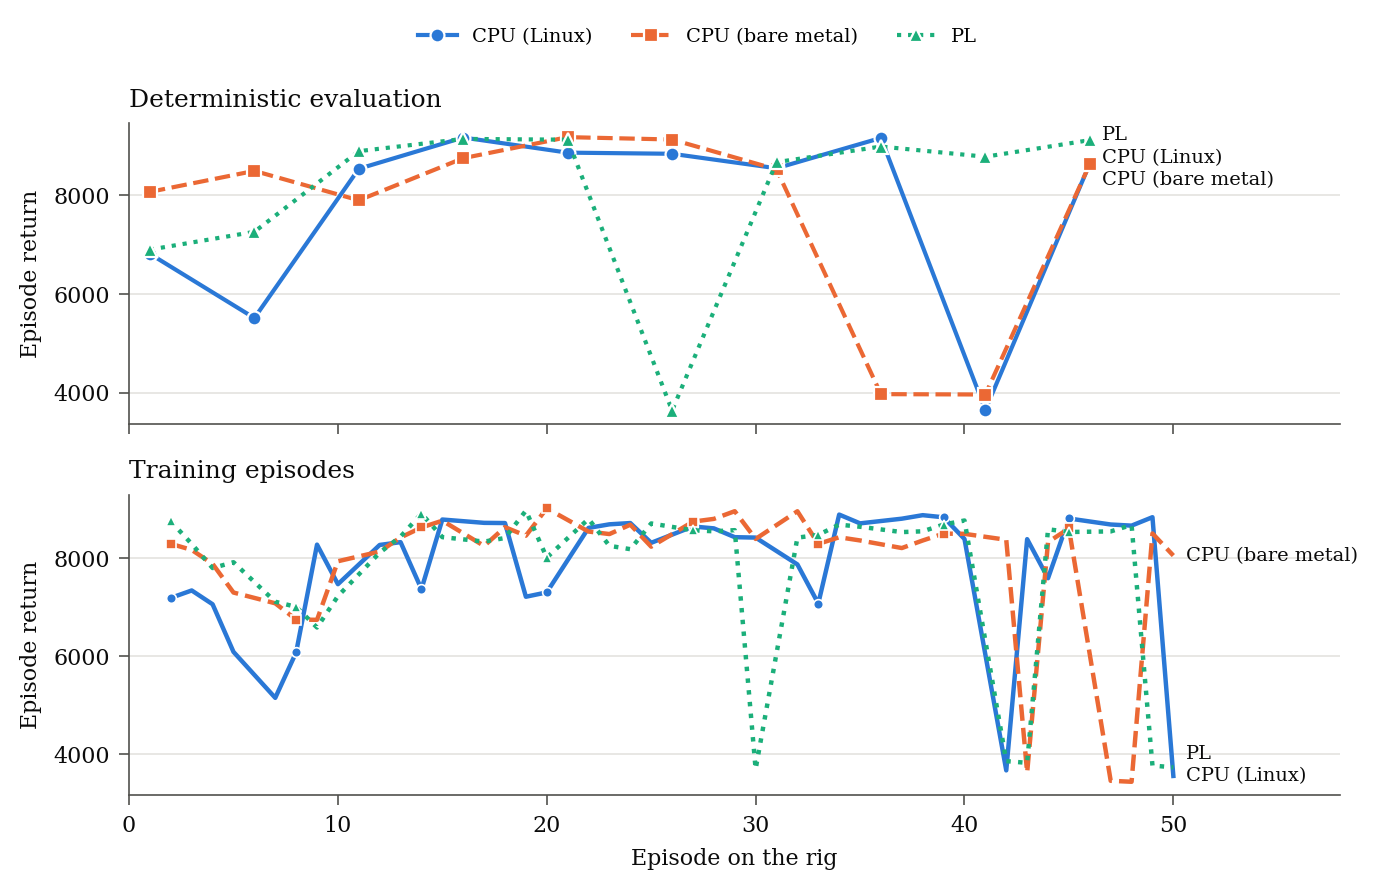 CPU (Linux) CPU (bare metal) PL
Deterministic evaluation
Episode return
8000
6000
4000
PL
CPU (Linux)
CPU (bare metal)
Training episodes
Episode return
8000
6000
4000
CPU (bare metal)
PL
CPU (Linux)
0 10 20 30 40 50
Episode on the rig